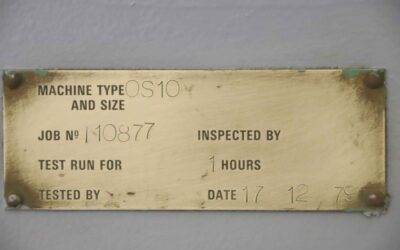 MACHINE TYPE OS10
AND SIZE
JOB Nº 110877 INSPECTED BY
TEST RUN FOR 1 HOURS
TESTED BY DATE 17 12 79